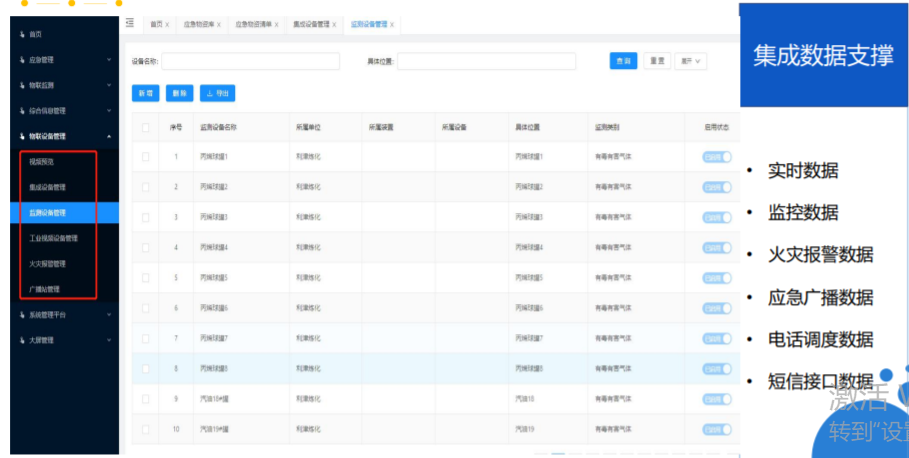 首页
应急管理
物联监测
综合信息管理
物联设备管理
视频预览
集成设备管理
监测设备管理
工业视频设备管理
火灾报警管理
广播站管理
系统管理平台
大屏管理
首页 × 应急物资库 × 应急物资清单 × 集成设备管理 × 监测设备管理 ×
设备名称: 具体位置: 查询 重置 展开
新增 删除 导出
序号 监测设备名称 所属单位 所属装置 所属设备 具体位置 监测类别 启用状态
1 丙烯球罐1 利津炼化 丙烯球罐1 有毒有害气体 已启用
2 丙烯球罐2 利津炼化 丙烯球罐2 有毒有害气体 已启用
3 丙烯球罐3 利津炼化 丙烯球罐3 有毒有害气体 已启用
4 丙烯球罐4 利津炼化 丙烯球罐4 有毒有害气体 已启用
5 丙烯球罐5 利津炼化 丙烯球罐5 有毒有害气体 已启用
6 丙烯球罐6 利津炼化 丙烯球罐6 有毒有害气体 已启用
7 丙烯球罐7 利津炼化 丙烯球罐7 有毒有害气体 已启用
8 丙烯球罐8 利津炼化 丙烯球罐8 有毒有害气体 已启用
9 汽油18#罐 利津炼化 汽油18 有毒有害气体 已启用
10 汽油19#罐 利津炼化 汽油19 有毒有害气体 已启用
集成数据支撑
• 实时数据
• 监控数据
• 火灾报警数据
• 应急广播数据
• 电话调度数据
• 短信接口数据
激活
转到"设